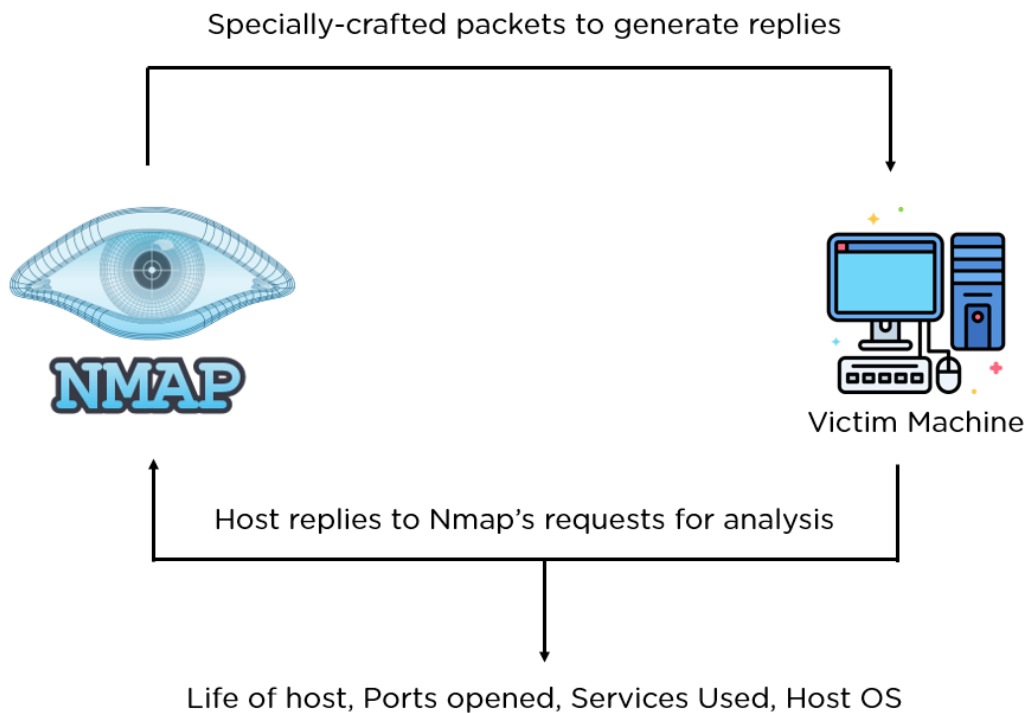 Specially-crafted packets to generate replies
NMAP
Victim Machine
Host replies to Nmap's requests for analysis
Life of host, Ports opened, Services Used, Host OS